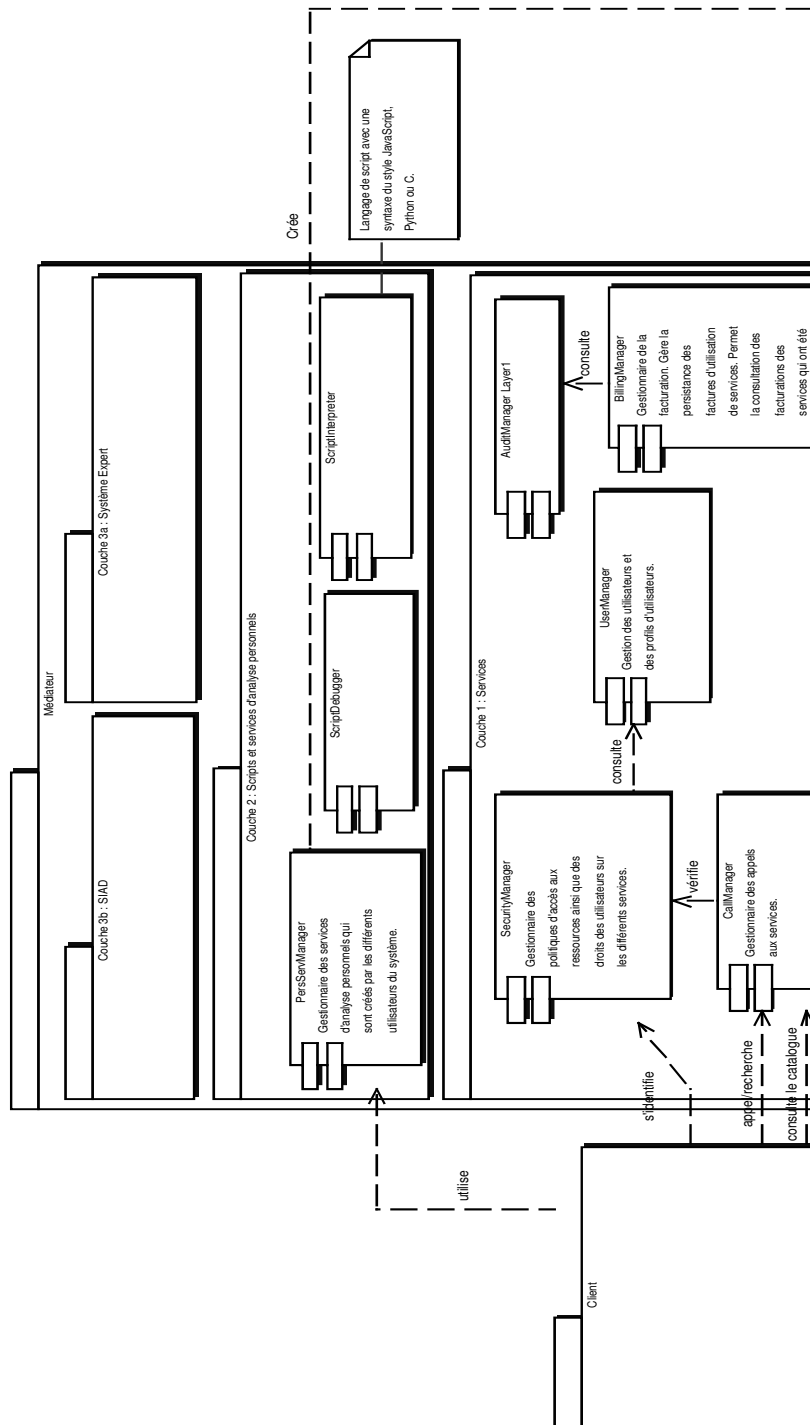 Médiateur
Couche 3b : SIAD
Couche 3a : Système Expert
Couche 2 : Scripts et services d'analyse personnels
PersServManager
Gestionnaire des services
d'analyse personnels qui
sont créés par les différents
utilisateurs du système.
ScriptDebugger
ScriptInterpreter
Crée
Langage de script avec une
syntaxe du style JavaScript,
Python ou C.
utilise
Couche 1 : Services
SecurityManager
Gestionnaire des
politiques d'accès aux
ressources ainsi que des
droits des utilisateurs sur
les différents services.
consulte
UserManager
Gestion des utilisateurs et
des profils d'utilisateurs.
AuditManager Layer1
consulte
BillingManager
Gestionnaire de la
facturation. Gère la
persistance des
factures d'utilisation
de services. Permet
la consultation des
facturations des
services qui ont été
vérifie
CallManager
Gestionnaire des appels
aux services.
Client
s'identifie
appel/recherche
consulte le catalogue